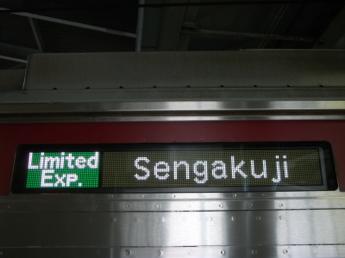 Limited
Exp.
Sengakuji